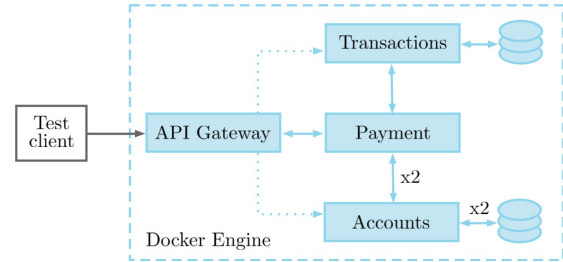 Transactions
Test
client
API Gateway
Payment
x2
x2
Accounts
Docker Engine